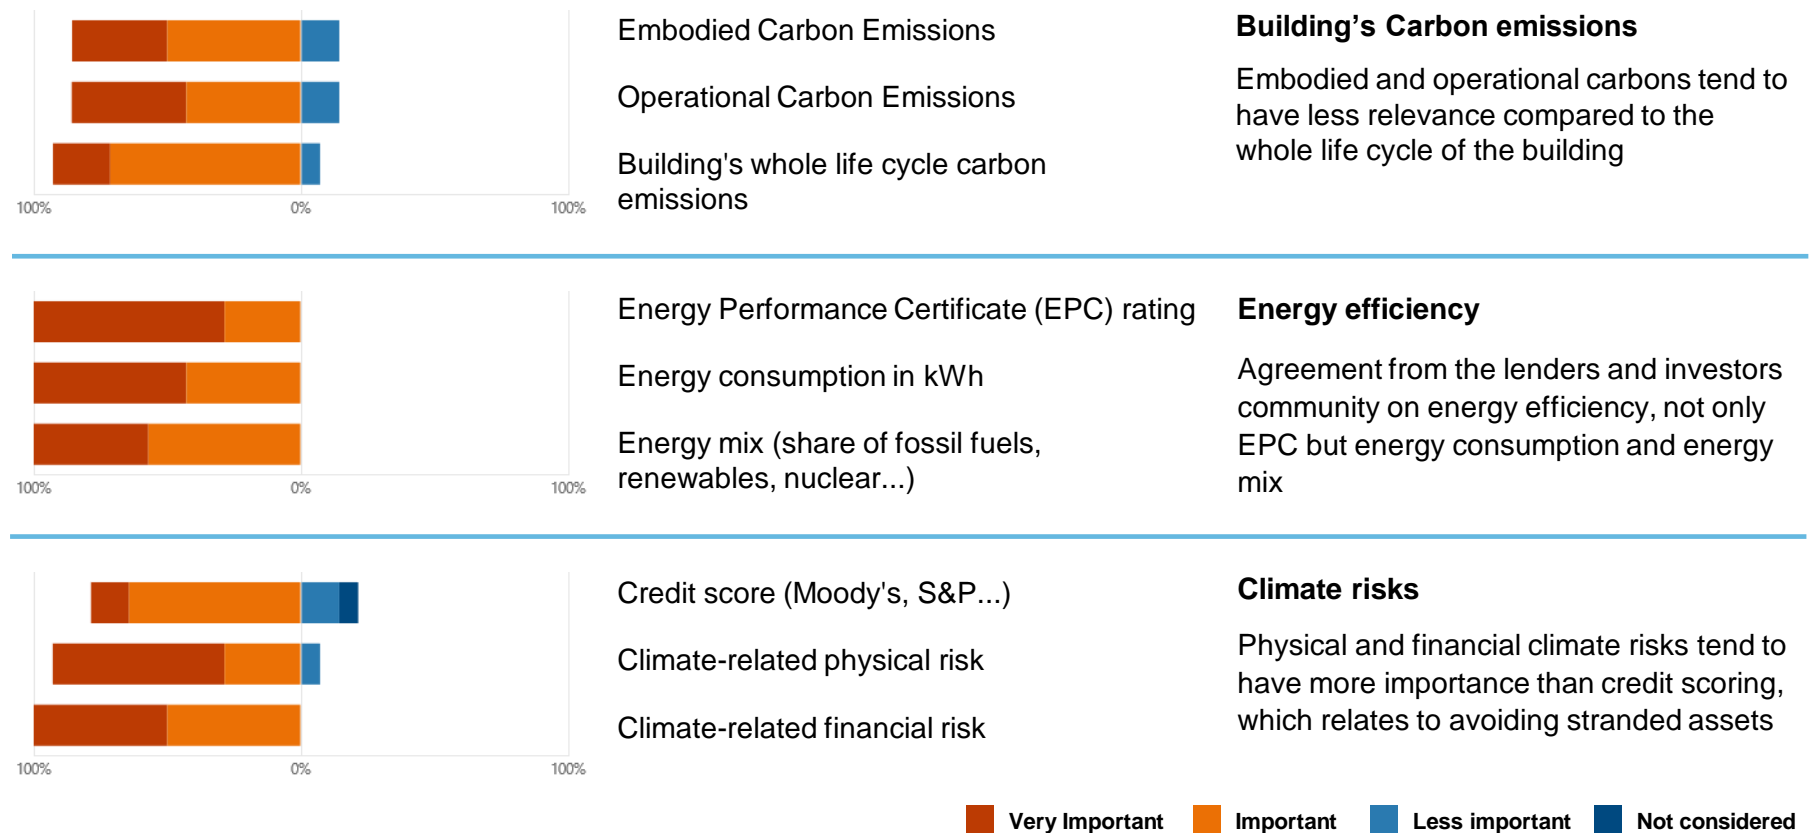 Embodied Carbon Emissions
Operational Carbon Emissions
Building's whole life cycle carbon
emissions
100%
0%
100%
Building’s Carbon emissions
Embodied and operational carbons tend to
have less relevance compared to the
whole life cycle of the building
Energy Performance Certificate (EPC) rating
Energy consumption in kWh
Energy mix (share of fossil fuels,
renewables, nuclear...)
100%
0%
100%
Energy efficiency
Agreement from the lenders and investors
community on energy efficiency, not only
EPC but energy consumption and energy
mix
Credit score (Moody's, S&P...)
Climate-related physical risk
Climate-related financial risk
100%
0%
100%
Climate risks
Physical and financial climate risks tend to
have more importance than credit scoring,
which relates to avoiding stranded assets
Very Important
Important
Less important
Not considered